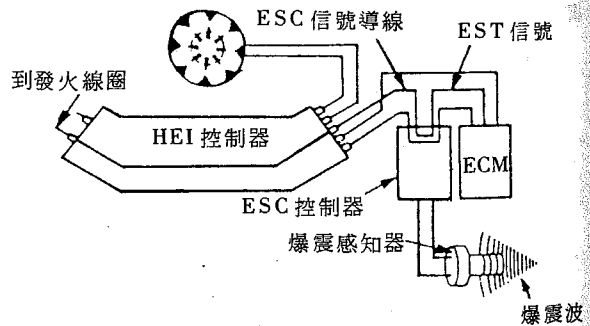 ESC 信號導線
EST 信號
到發火線圈
HEI 控制器
ECM
ESC 控制器
爆震感知器
爆震波